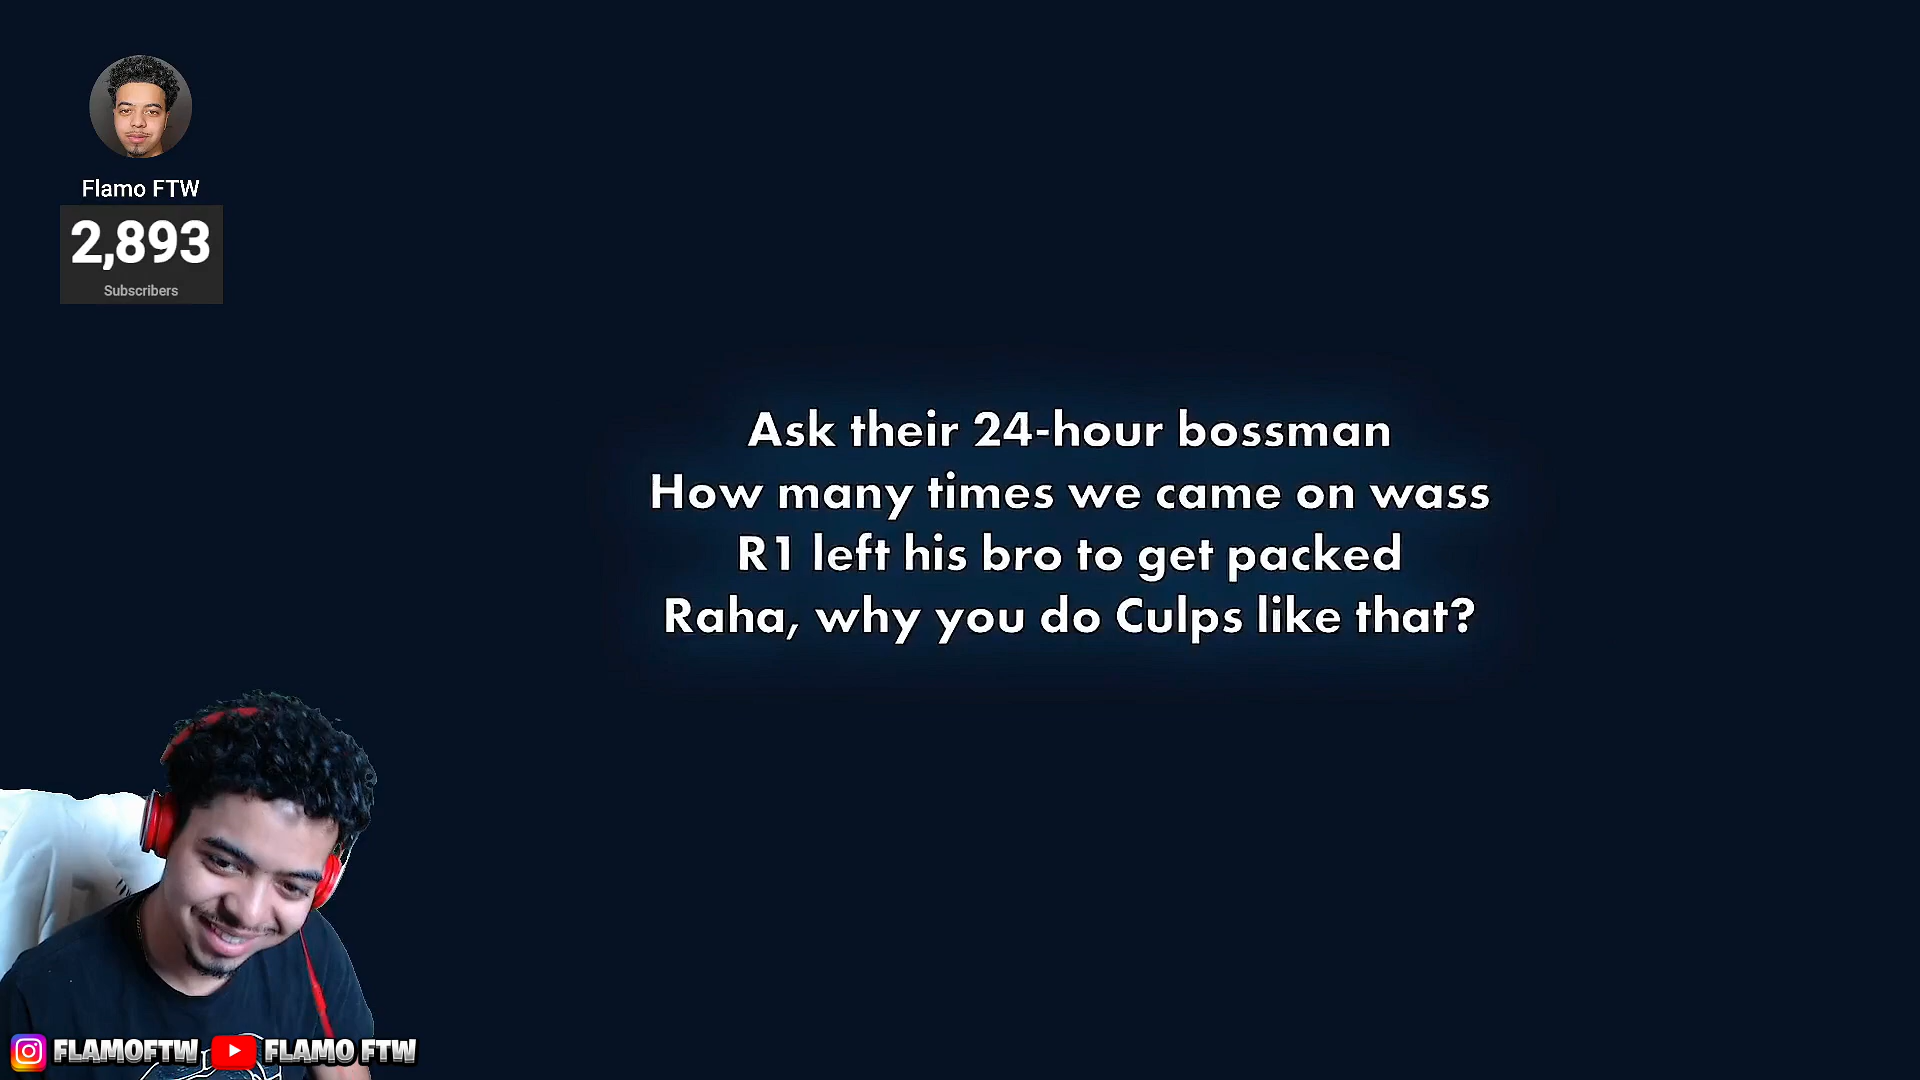 Flamo FTW
2,893
Subscribers
Ask their 24-hour bossman
How many times we came on wass
R1 left his bro to get packed
Raha, why you do Culps like that?
FLAMOFTW
FLAMO FTW